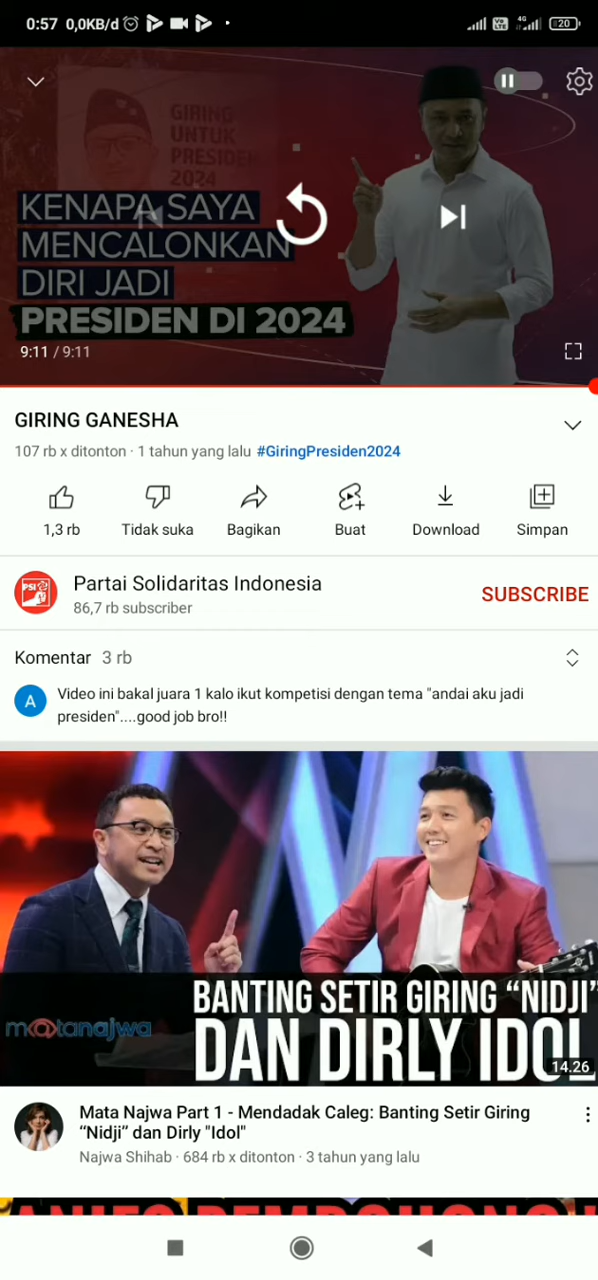 0:57 0,0KB/d
Vo LTE
4G
20
GIRING
UNTUK
PRESIDEN
2024
KENAPA SAYA
MENCALONKAN
DIRI JADI
PRESIDEN DI 2024
9:11 / 9:11
GIRING GANESHA
107 rb x ditonton · 1 tahun yang lalu #GiringPresiden2024
1,3 rb
Tidak suka
Bagikan
Buat
Download
Simpan
PSI
Partai Solidaritas Indonesia
86,7 rb subscriber
SUBSCRIBE
Komentar 3 rb
A
Video ini bakal juara 1 kalo ikut kompetisi dengan tema "andai aku jadi
presiden"....good job bro!!
BANTING SETIR GIRING “NIDJI”
matanajwa
DAN DIRLY IDOL
14.26
Mata Najwa Part 1 - Mendadak Caleg: Banting Setir Giring
“Nidji” dan Dirly "Idol"
Najwa Shihab · 684 rb x ditonton · 3 tahun yang lalu